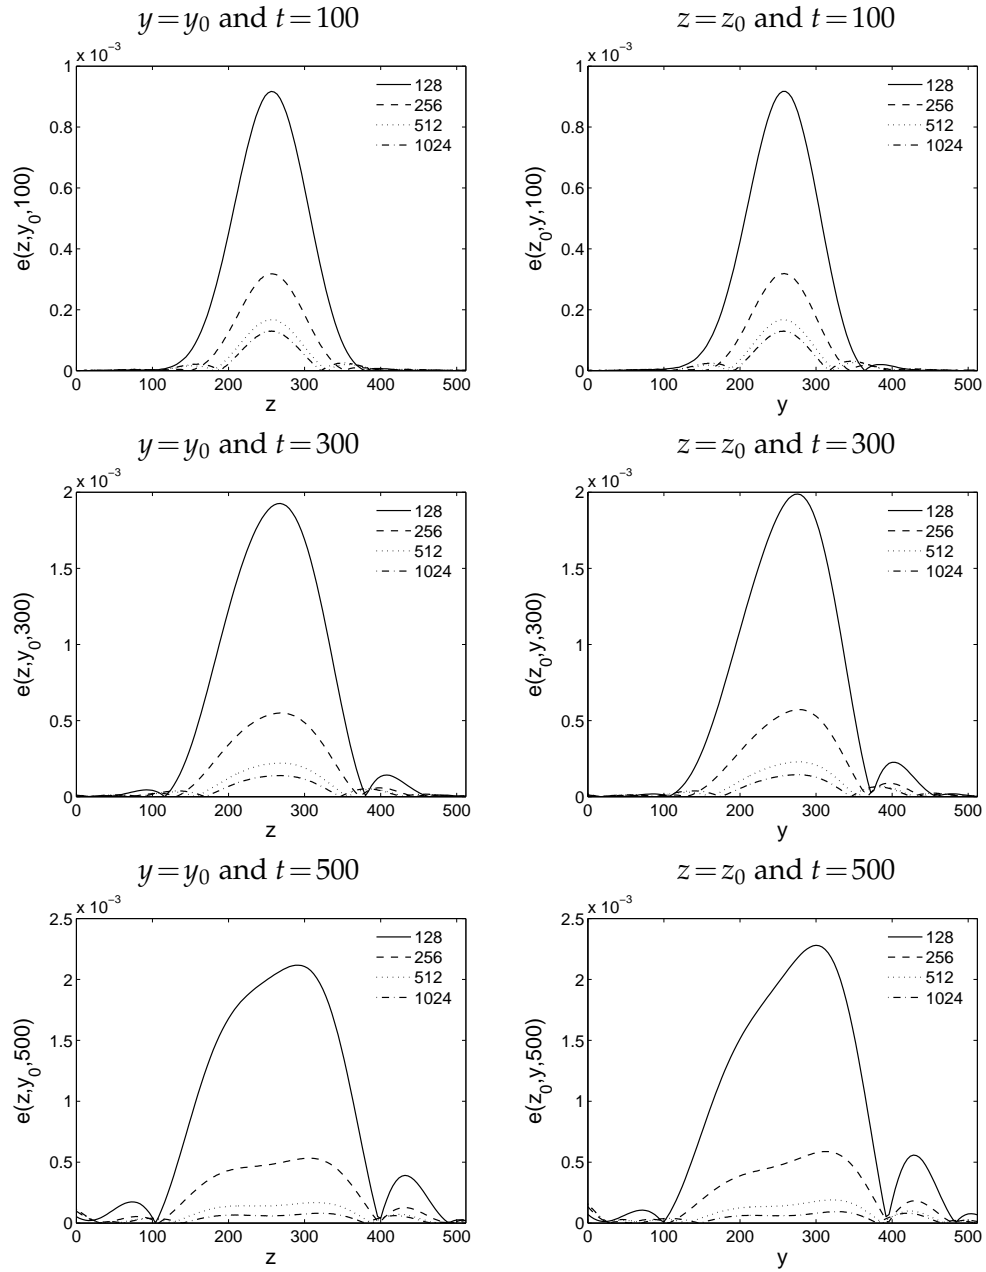 y = y₀ and t = 100
× 10⁻³
1
0.8
0.6
0.4
0.2
0
0 100 200 300 400 500
z
e(z,y₀,100)
128
256
512
1024
z = z₀ and t = 100
× 10⁻³
1
0.8
0.6
0.4
0.2
0
0 100 200 300 400 500
y
e(z₀,y,100)
128
256
512
1024
y = y₀ and t = 300
× 10⁻³
2
1.5
1
0.5
0
0 100 200 300 400 500
z
e(z,y₀,300)
128
256
512
1024
z = z₀ and t = 300
× 10⁻³
2
1.5
1
0.5
0
0 100 200 300 400 500
y
e(z₀,y,300)
128
256
512
1024
y = y₀ and t = 500
× 10⁻³
2.5
2
1.5
1
0.5
0
0 100 200 300 400 500
z
e(z,y₀,500)
128
256
512
1024
z = z₀ and t = 500
× 10⁻³
2.5
2
1.5
1
0.5
0
0 100 200 300 400 500
y
e(z₀,y,500)
128
256
512
1024